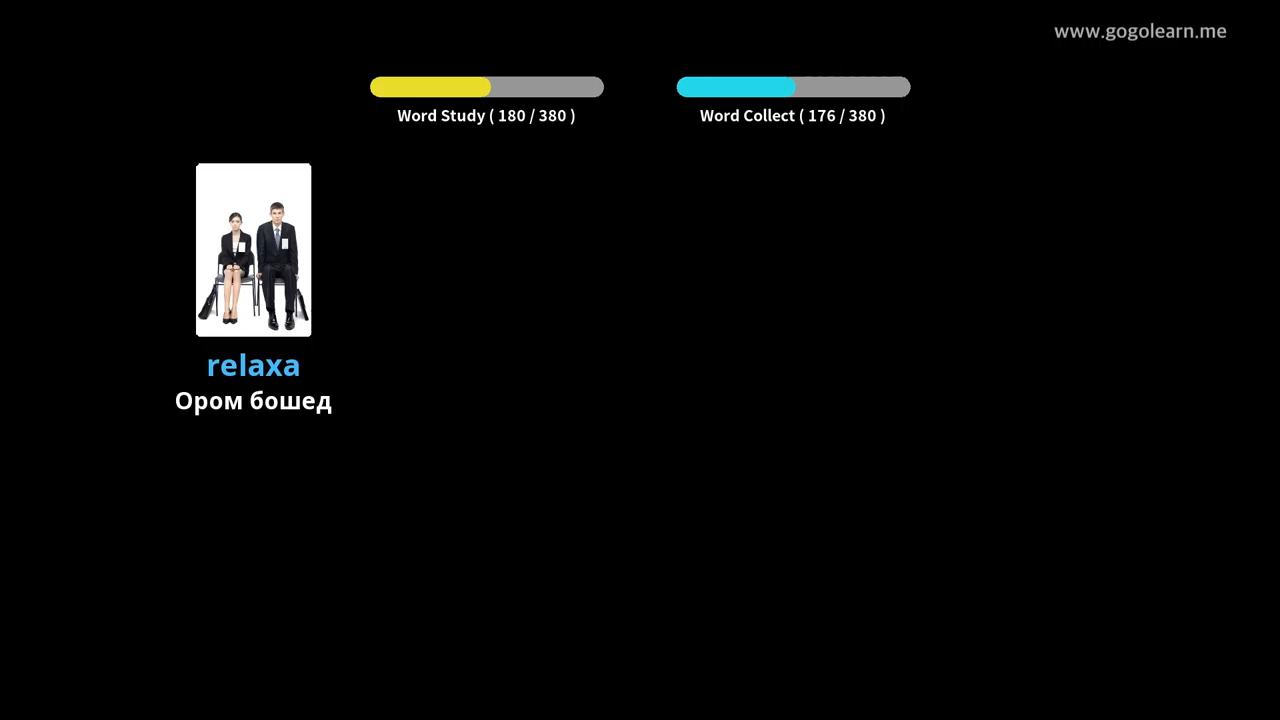 www.gogolearn.me
Word Study ( 180 / 380 )
Word Collect ( 176 / 380 )
relaxa
Ором бошед